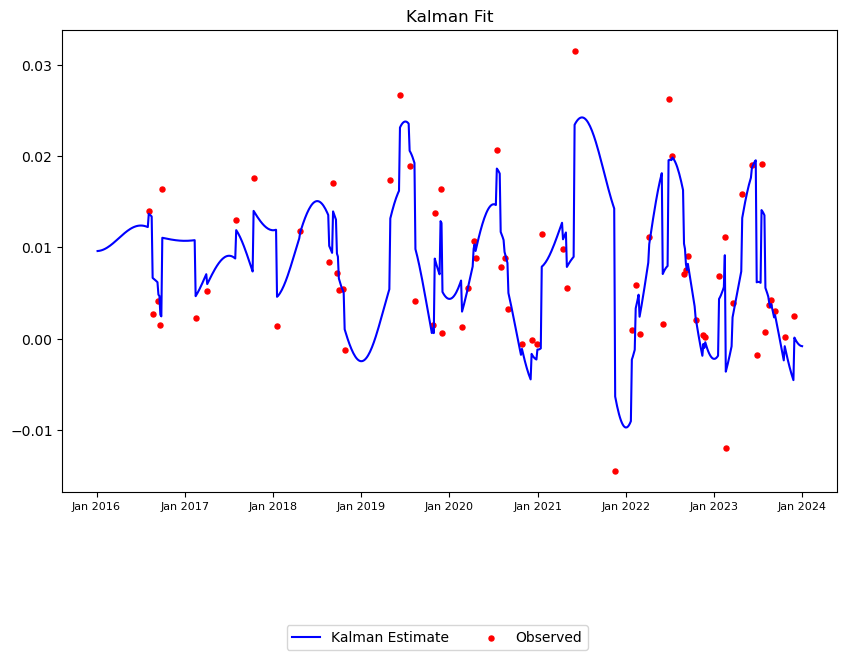 Kalman Fit
0.03
0.02
0.01
0.00
−0.01
Jan 2016 Jan 2017 Jan 2018 Jan 2019 Jan 2020 Jan 2021 Jan 2022 Jan 2023 Jan 2024
Kalman Estimate Observed